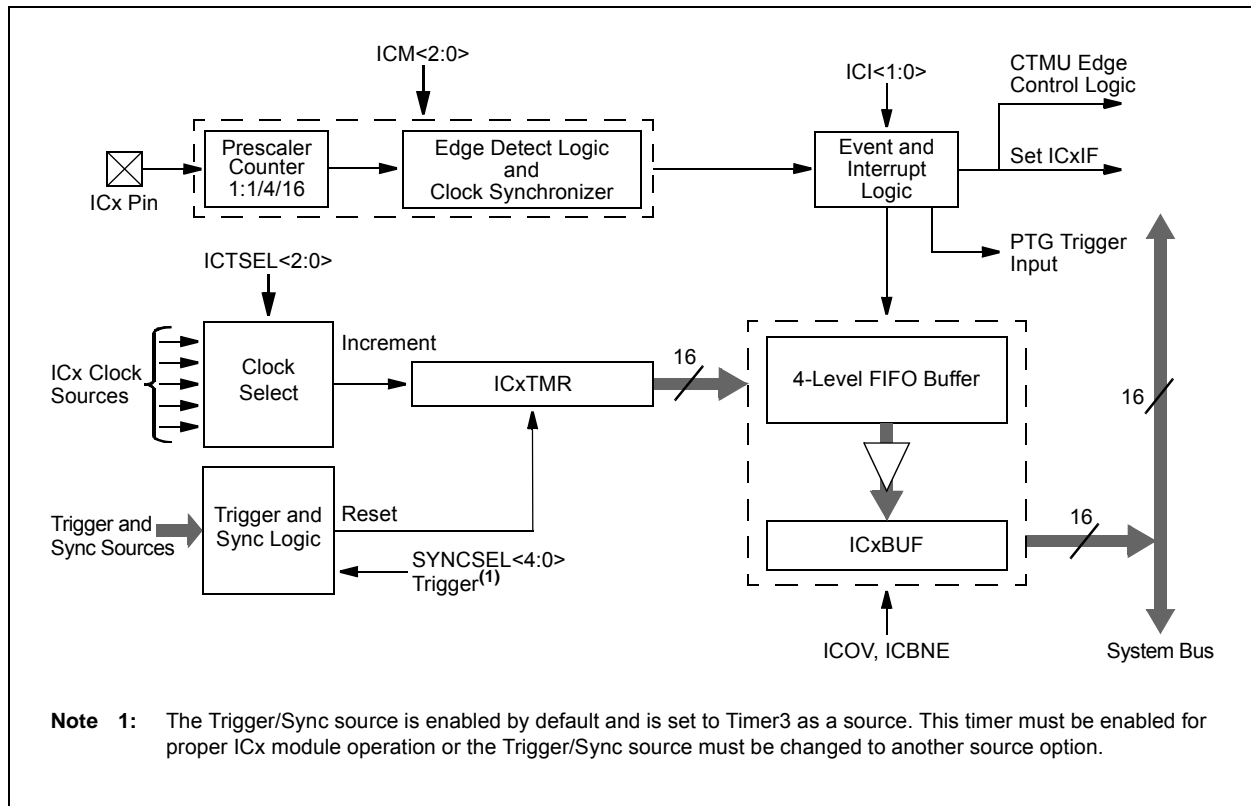 ICM<2:0>
ICI<1:0>
CTMU Edge
Control Logic
Prescaler
Counter
1:1/4/16
Edge Detect Logic
and
Clock Synchronizer
Event and
Interrupt
Logic
Set ICxIF
ICx Pin
PTG Trigger
Input
ICTSEL<2:0>
Increment
16
ICx Clock
Sources
Clock
Select
ICxTMR
4-Level FIFO Buffer
16
Trigger and
Sync Sources
Trigger and
Sync Logic
Reset
16
ICxBUF
SYNCSEL<4:0>
Trigger(1)
ICOV, ICBNE
System Bus
Note 1: The Trigger/Sync source is enabled by default and is set to Timer3 as a source. This timer must be enabled for
proper ICx module operation or the Trigger/Sync source must be changed to another source option.